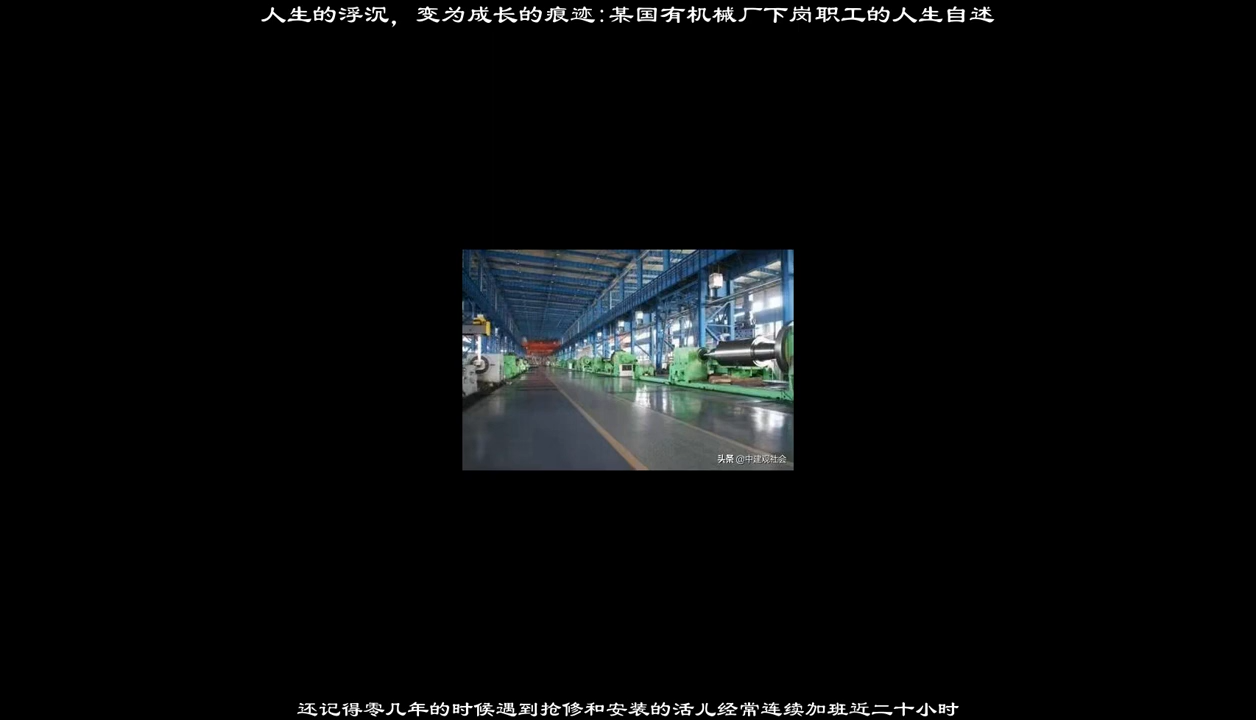 人生的浮沉，变为成长的痕迹:某国有机械厂下岗职工的人生自述
头条 @中建观社会
还记得零几年的时候遇到抢修和安装的活儿经常连续加班近二十小时